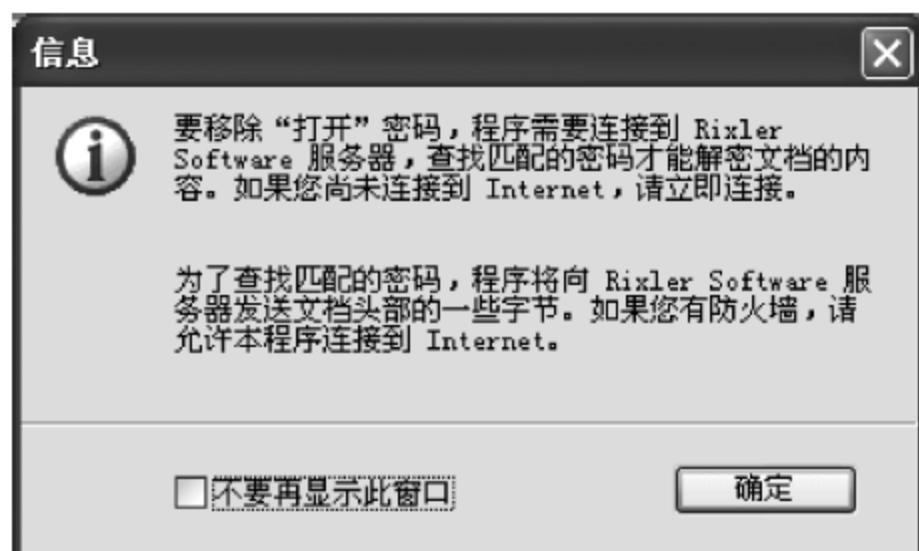 信息
要移除“打开”密码，程序需要连接到 Rixler
Software 服务器，查找匹配的密码才能解密文档的内
容。如果您尚未连接到 Internet，请立即连接。
为了查找匹配的密码，程序将向 Rixler Software 服
务器发送文档头部的一些字节。如果您有防火墙，请
允许本程序连接到 Internet。
不要再显示此窗口
确定